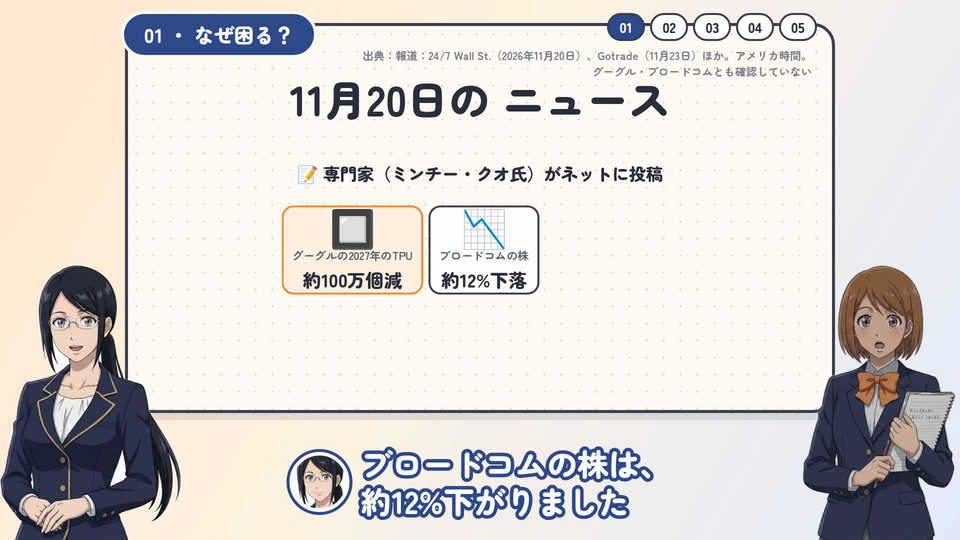 01 ・ なぜ困る？
01 02 03 04 05
出典：報道：24/7 Wall St.（2026年11月20日）、Gotrade（11月23日）ほか。アメリカ時間。
グーグル・ブロードコムとも確認していない
11月20日の ニュース
📝 専門家（ミンチー・クオ氏）がネットに投稿
グーグルの2027年のTPU
約100万個減
ブロードコムの株
約12%下落
ブロードコムの株は、
約12%下がりました